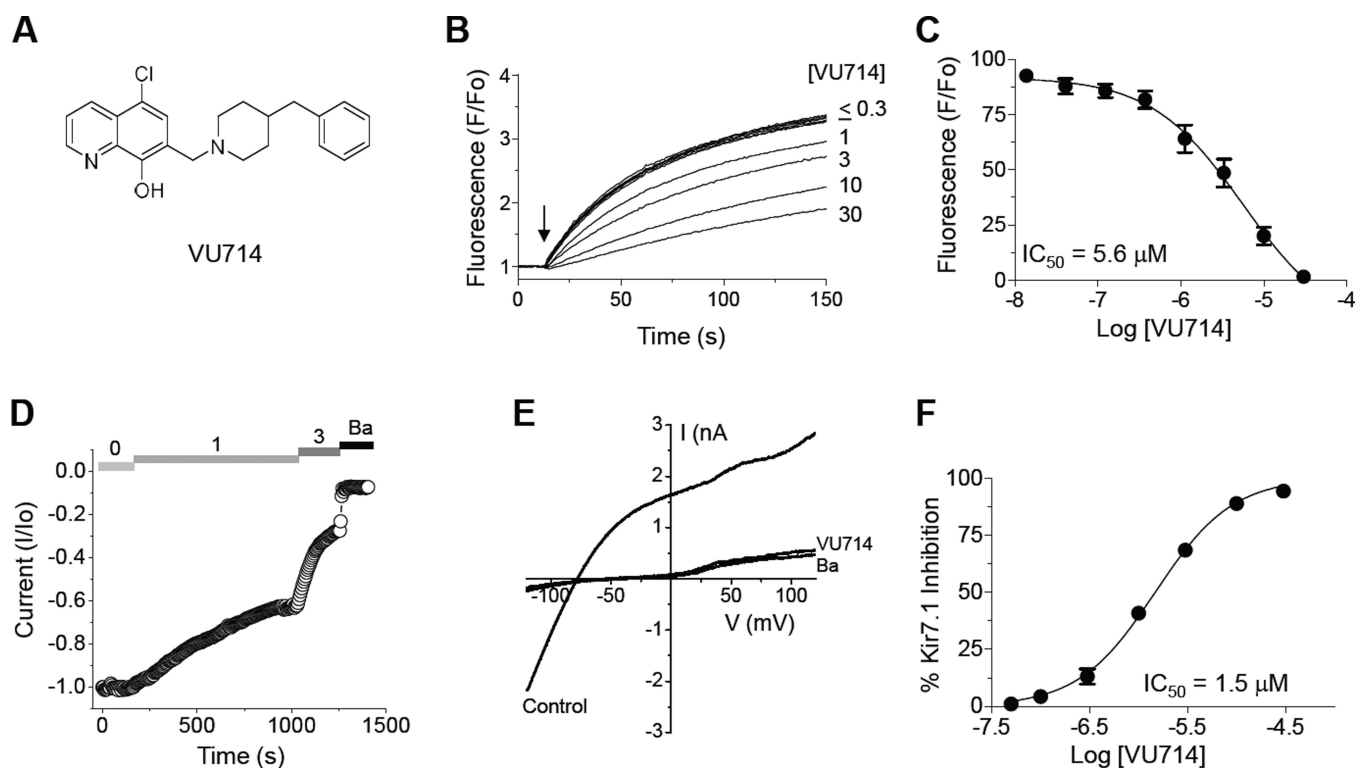 A
Cl
N
N
OH
VU714
B
[VU714]
Fluorescence (F/Fo)
4
3
2
1
≤ 0.3
1
3
10
30
0 50 100 150
Time (s)
C
Fluorescence (F/Fo)
100
75
50
25
0
IC50 = 5.6 μM
-8 -7 -6 -5 -4
Log [VU714]
D
0 1 3 Ba
Current (I/Io)
0.0
-0.2
-0.4
-0.6
-0.8
-1.0
0 500 1000 1500
Time (s)
E
3
I (nA
2
1
VU714
Ba
-100 -50 50 100
V (mV)
-1
-2
Control
-3
F
% Kir7.1 Inhibition
100
75
50
25
0
IC50 = 1.5 μM
-7.5 -6.5 -5.5 -4.5
Log [VU714]